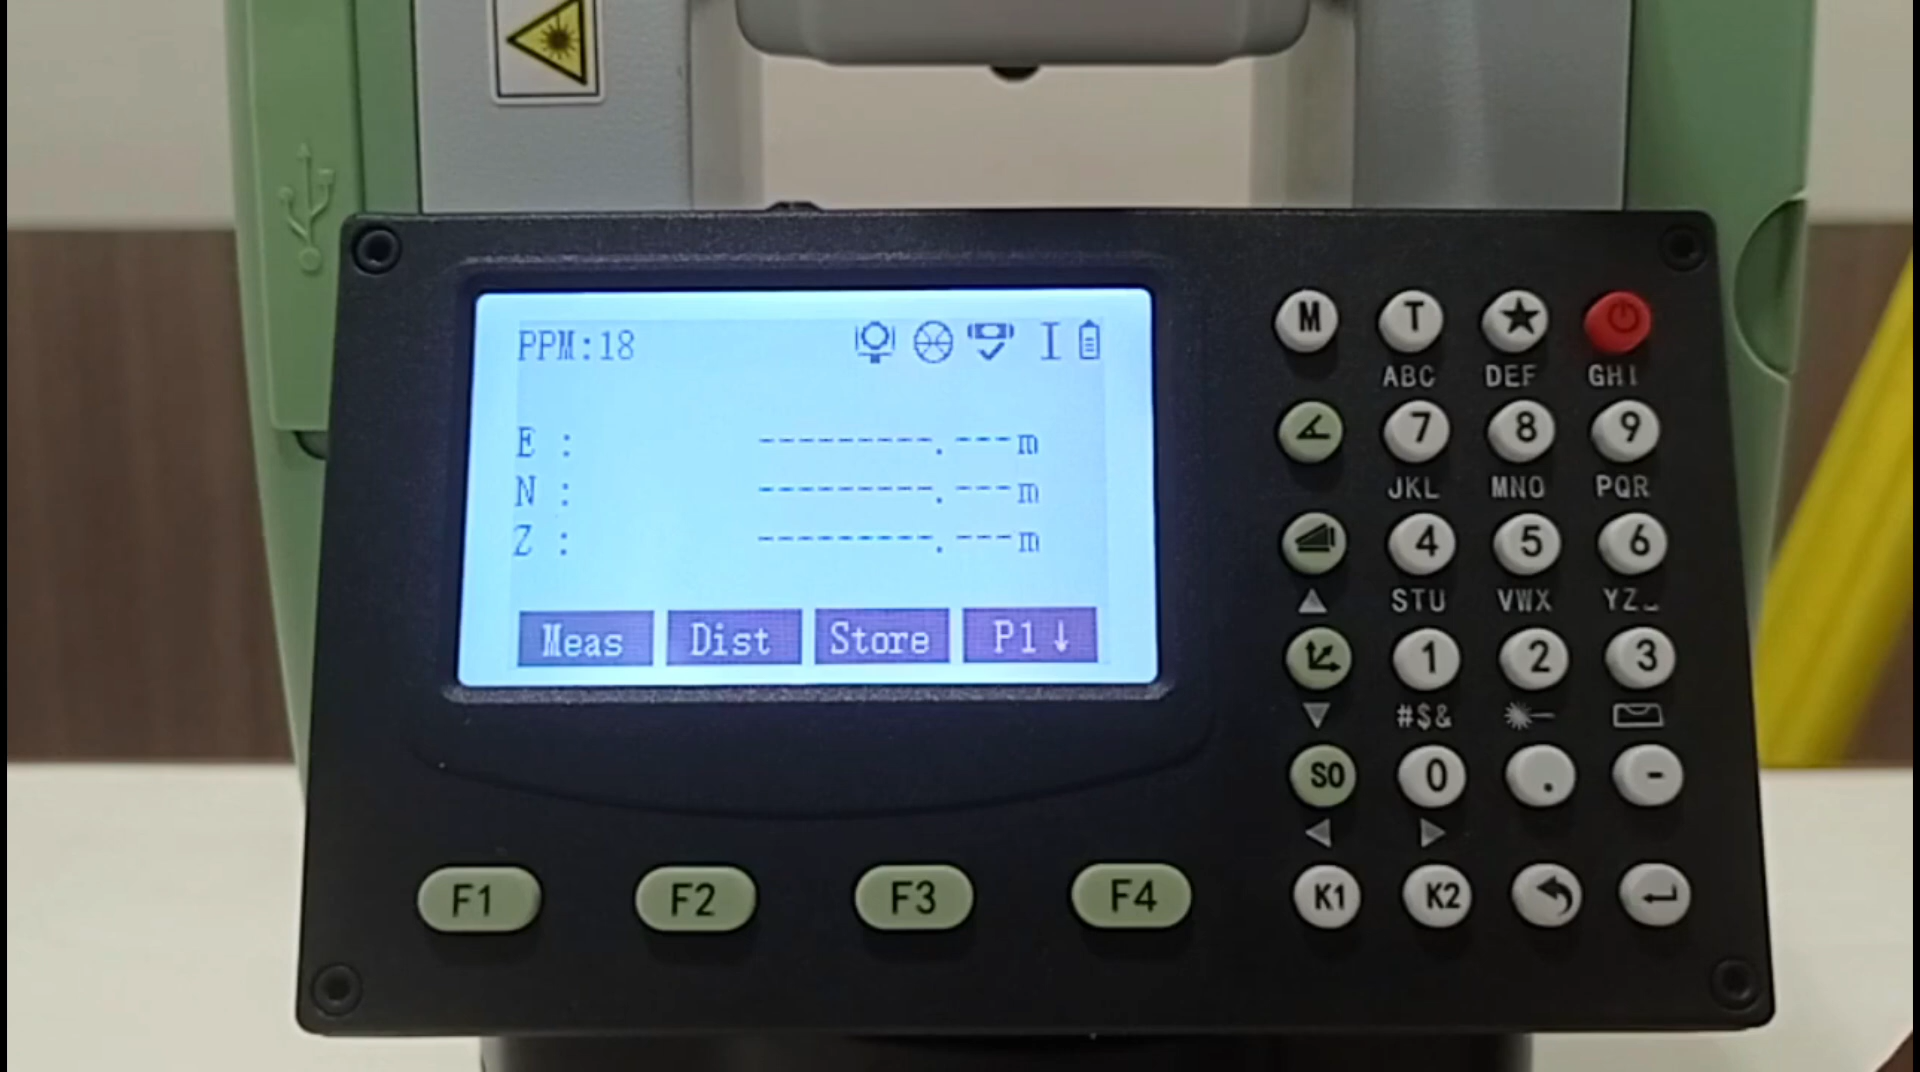 PPM:18
E : ---------.---m
N : ---------.---m
Z : ---------.---m
Meas Dist Store P1↓
M T ★
ABC DEF GHI
7 8 9
JKL MNO PQR
4 5 6
STU VWX YZ_
1 2 3
#$&
SO 0 . -
F1 F2 F3 F4 K1 K2